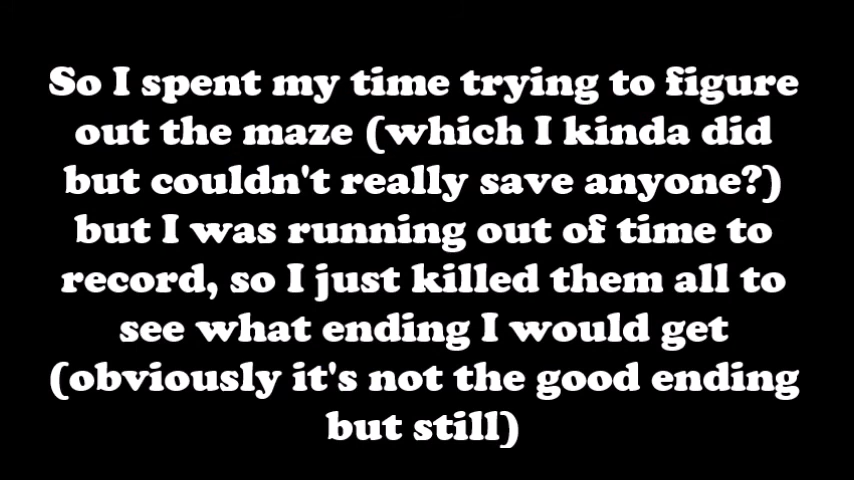 So I spent my time trying to figure
out the maze (which I kinda did
but couldn't really save anyone?)
but I was running out of time to
record, so I just killed them all to
see what ending I would get
(obviously it's not the good ending
but still)